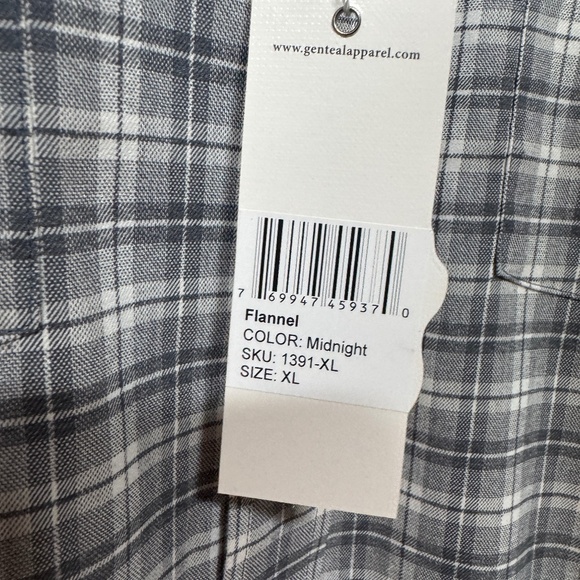 www.gentealapparel.com
7 69947 45937 0
Flannel
COLOR: Midnight
SKU: 1391-XL
SIZE: XL